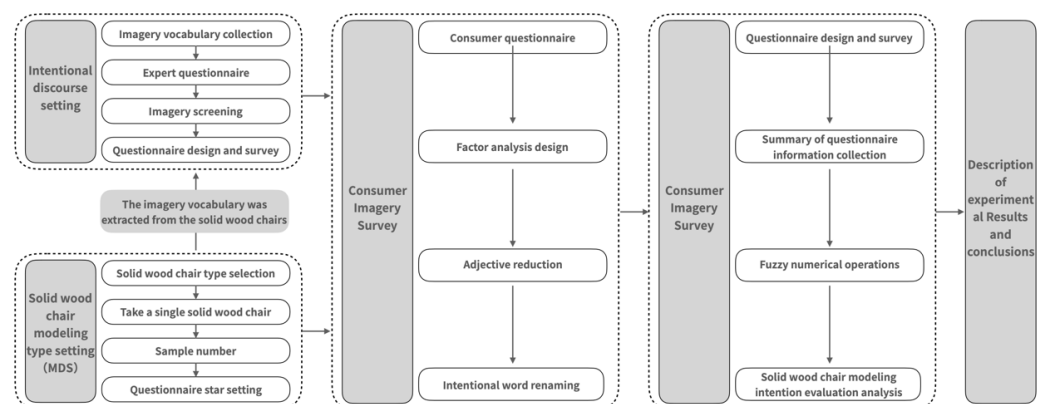 Intentional
discourse
setting
Imagery vocabulary collection
Expert questionnaire
Imagery screening
Questionnaire design and survey
The imagery vocabulary was
extracted from the solid wood chairs
Solid wood
chair
modeling
type setting
（MDS）
Solid wood chair type selection
Take a single solid wood chair
Sample number
Questionnaire star setting
Consumer
Imagery
Survey
Consumer questionnaire
Factor analysis design
Adjective reduction
Intentional word renaming
Consumer
Imagery
Survey
Questionnaire design and survey
Summary of questionnaire
information collection
Fuzzy numerical operations
Solid wood chair modeling
intention evaluation analysis
Description
of
experiment
al Results
and
conclusions